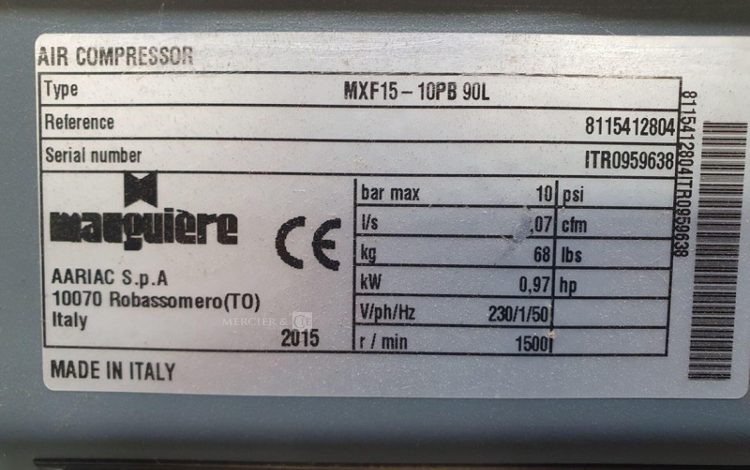 AIR COMPRESSOR
Type MXF15-10PB 90L
Reference 8115412804
Serial number ITR0959638
mauguière
CE
AARIAC S.p.A
10070 Robassomero(TO)
Italy
2015
bar max 10 psi
l/s ,07 cfm
kg 68 lbs
kW 0,97 hp
V/ph/Hz 230/1/50
r / min 1500
MADE IN ITALY
8115412804ITR0959638
MERCIER &